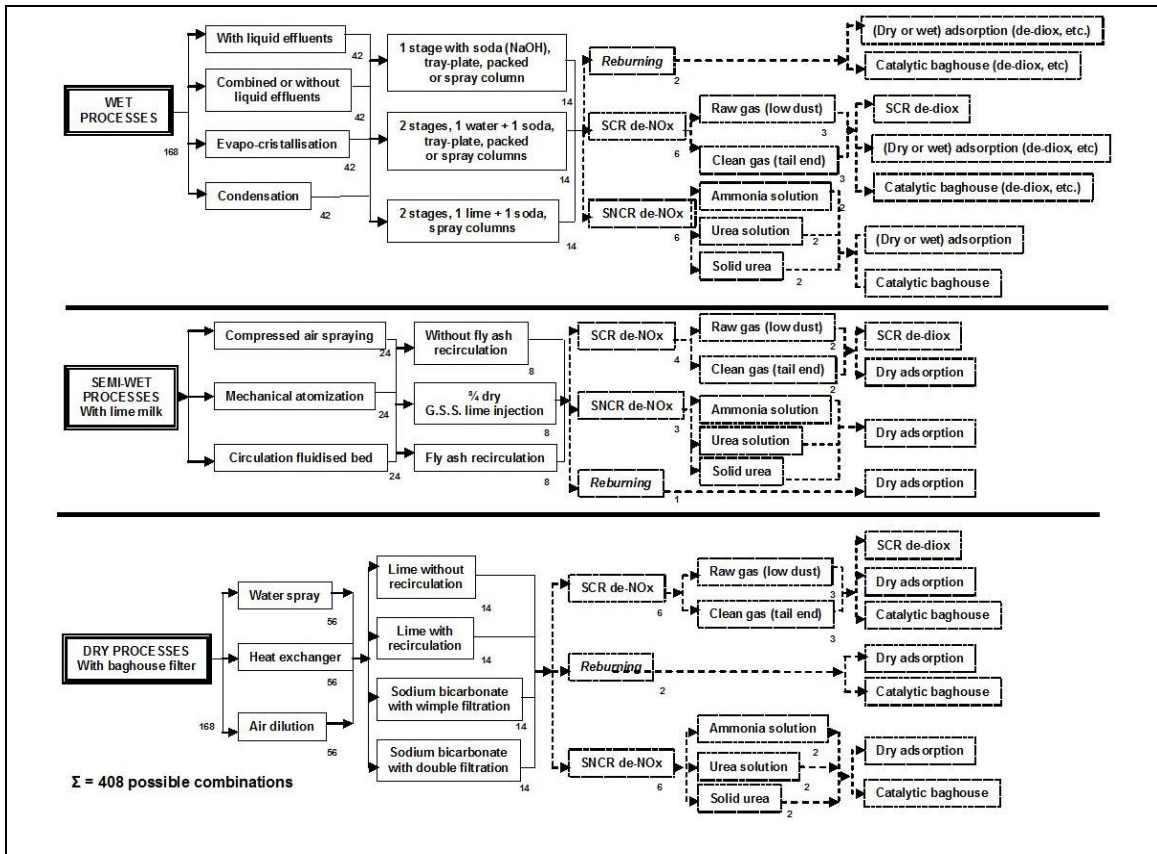 WET
PROCESSES
168
With liquid effluents
42
Combined or without
liquid effluents
42
Evapo-cristallisation
42
Condensation
42
1 stage with soda (NaOH),
tray-plate, packed
or spray column
14
2 stages, 1 water + 1 soda,
tray-plate, packed
or spray columns
14
2 stages, 1 lime + 1 soda,
spray columns
14
Reburning
2
SCR de-NOx
6
SNCR de-NOx
6
Raw gas (low dust)
3
Clean gas (tail end)
3
Ammonia solution
2
Urea solution
2
Solid urea
2
(Dry or wet) adsorption (de-diox, etc.)
Catalytic baghouse (de-diox, etc)
SCR de-diox
(Dry or wet) adsorption (de-diox, etc)
Catalytic baghouse (de-diox, etc.)
(Dry or wet) adsorption
Catalytic baghouse
SEMI-WET
PROCESSES
With lime milk
Compressed air spraying
24
Mechanical atomization
24
Circulation fluidised bed
24
Without fly ash
recirculation
8
¾ dry
G.S.S. lime injection
8
Fly ash recirculation
8
SCR de-NOx
4
SNCR de-NOx
3
Reburning
1
Raw gas (low dust)
2
Clean gas (tail end)
2
Ammonia solution
Urea solution
Solid urea
SCR de-diox
Dry adsorption
Dry adsorption
Dry adsorption
DRY PROCESSES
With baghouse filter
168
Water spray
56
Heat exchanger
56
Air dilution
56
Lime without
recirculation
14
Lime with
recirculation
14
Sodium bicarbonate
with wimple filtration
14
Sodium bicarbonate
with double filtration
14
SCR de-NOx
6
Reburning
2
SNCR de-NOx
6
Raw gas (low dust)
3
Clean gas (tail end)
3
Ammonia solution
2
Urea solution
2
Solid urea
2
SCR de-diox
Dry adsorption
Catalytic baghouse
Dry adsorption
Catalytic baghouse
Dry adsorption
Catalytic baghouse
Σ = 408 possible combinations